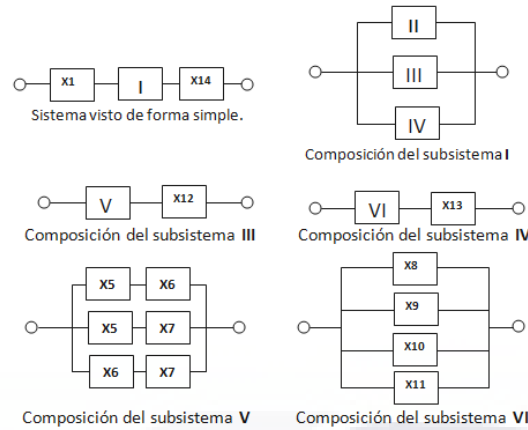 X1 I X14
Sistema visto de forma simple.
II
III
IV
Composición del subsistema I
V X12
Composición del subsistema III
VI X13
Composición del subsistema IV
X5 X6
X5 X7
X6 X7
Composición del subsistema V
X8
X9
X10
X11
Composición del subsistema VI